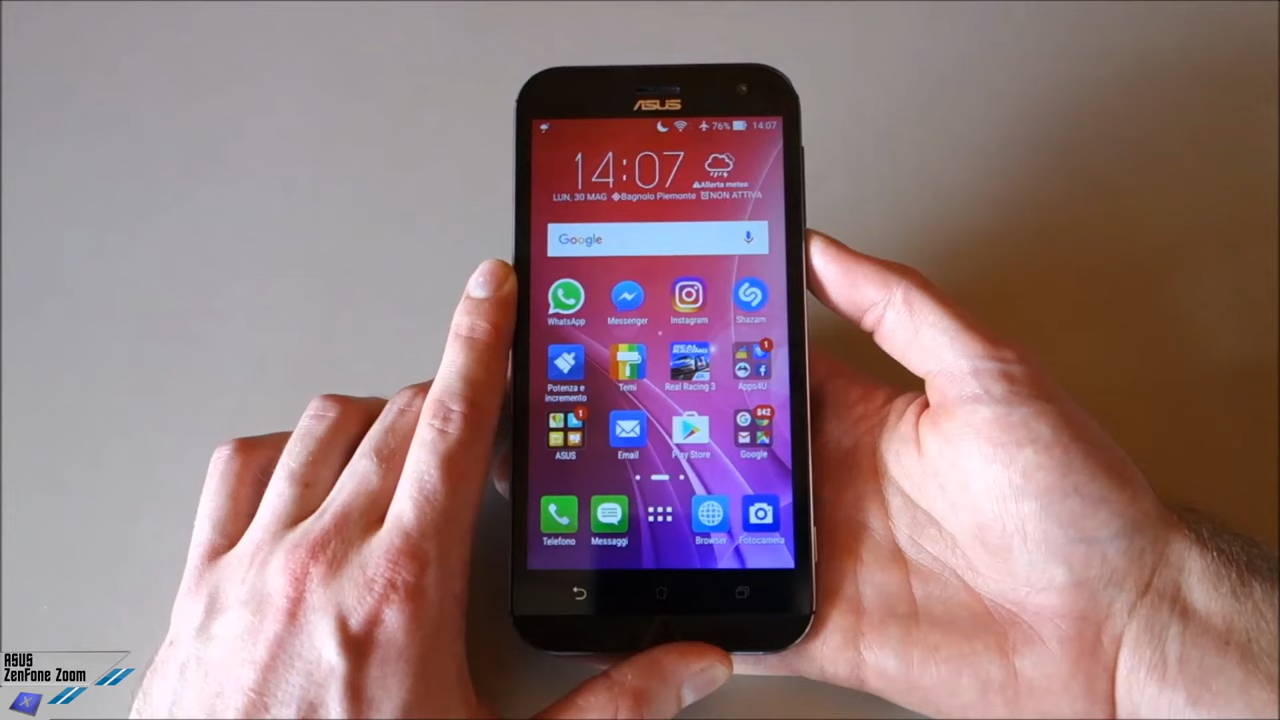 ASUS
76% 14:07
14:07
Allerta meteo
LUN, 30 MAG Bagnolo Piemonte NON ATTIVA
Google
WhatsApp Messenger Instagram Shazam
REAL RACING
Potenza e incremento Temi Real Racing 3 Apps4U
1
1
842
ASUS Email Play Store Google
Telefono Messaggi Browser Fotocamera
ASUS
ZenFone Zoom
X